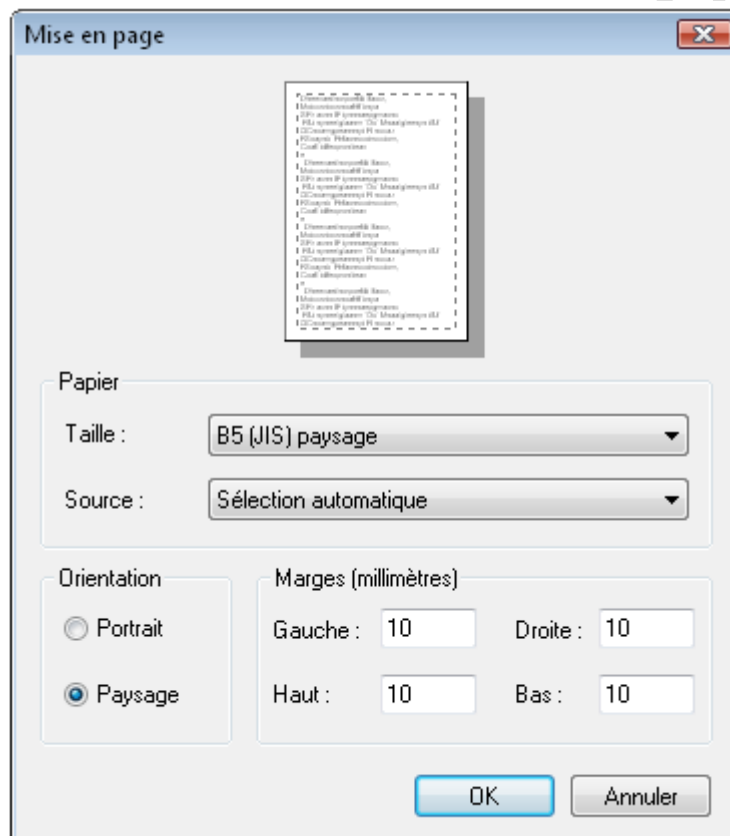 Mise en page
Papier
Taille :
B5 (JIS) paysage
Source :
Sélection automatique
Orientation
Portrait
Paysage
Marges (millimètres)
Gauche : 10 Droite : 10
Haut : 10 Bas : 10
OK Annuler